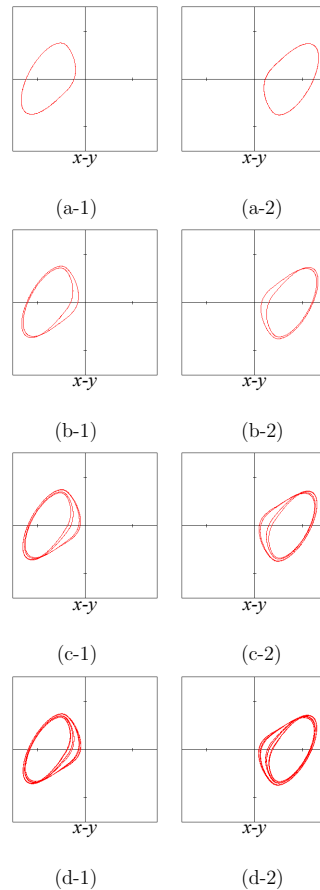 x-y x-y
(a-1) (a-2)
x-y x-y
(b-1) (b-2)
x-y x-y
(c-1) (c-2)
x-y x-y
(d-1) (d-2)